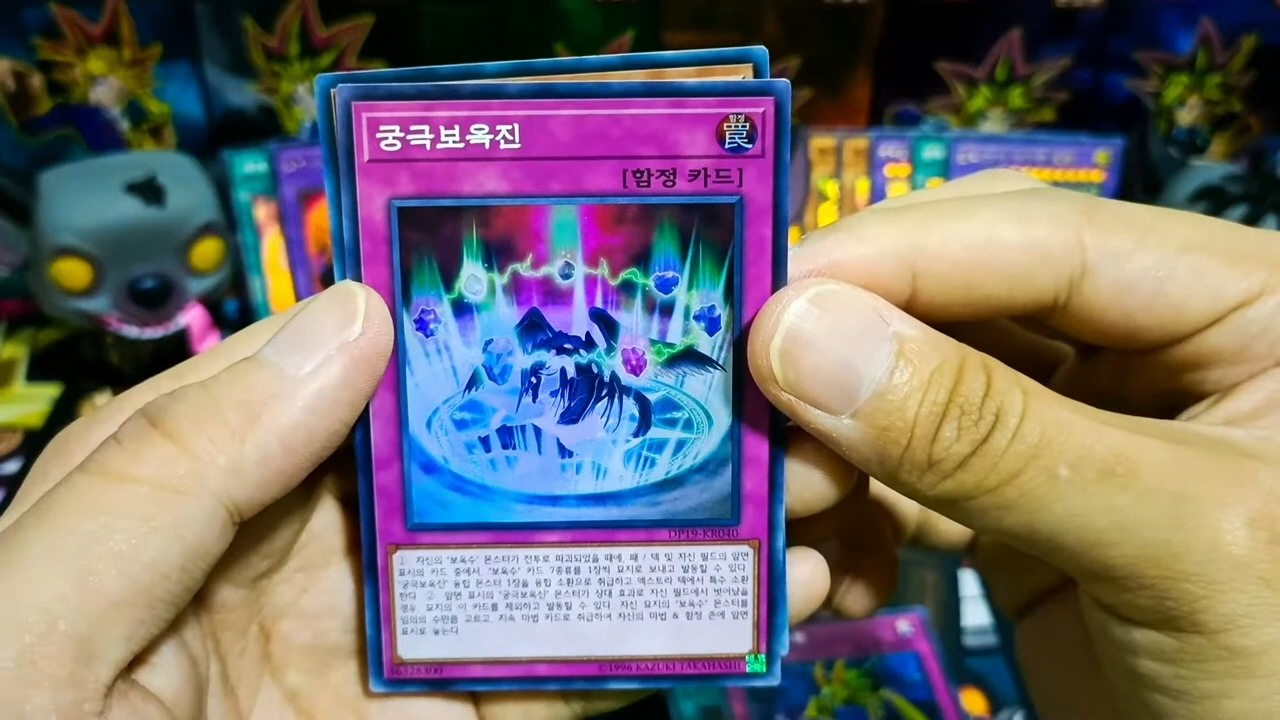 궁극보옥진
함정
罠
[함정 카드]
DP19-KR040
①: 자신의 "보옥수" 몬스터가 전투로 파괴되었을 때에, 패 / 덱 및 자신 필드의 앞면
표시의 카드 중에서, "보옥수" 카드 7종류를 1장씩 묘지로 보내고 발동할 수 있다.
"궁극보옥신" 융합 몬스터 1장을 융합 소환으로 취급하고 엑스트라 덱에서 특수 소환
한다. ②: 앞면 표시의 "궁극보옥신" 몬스터가 상대 효과로 자신 필드에서 벗어났을
경우, 묘지의 이 카드를 제외하고 발동할 수 있다. 자신 묘지의 "보옥수" 몬스터를
임의의 수만큼 고르고, 지속 마법 카드로 취급하여 자신의 마법 & 함정 존에 앞면
표시로 놓는다.
©1996 KAZUKI TAKAHASHI